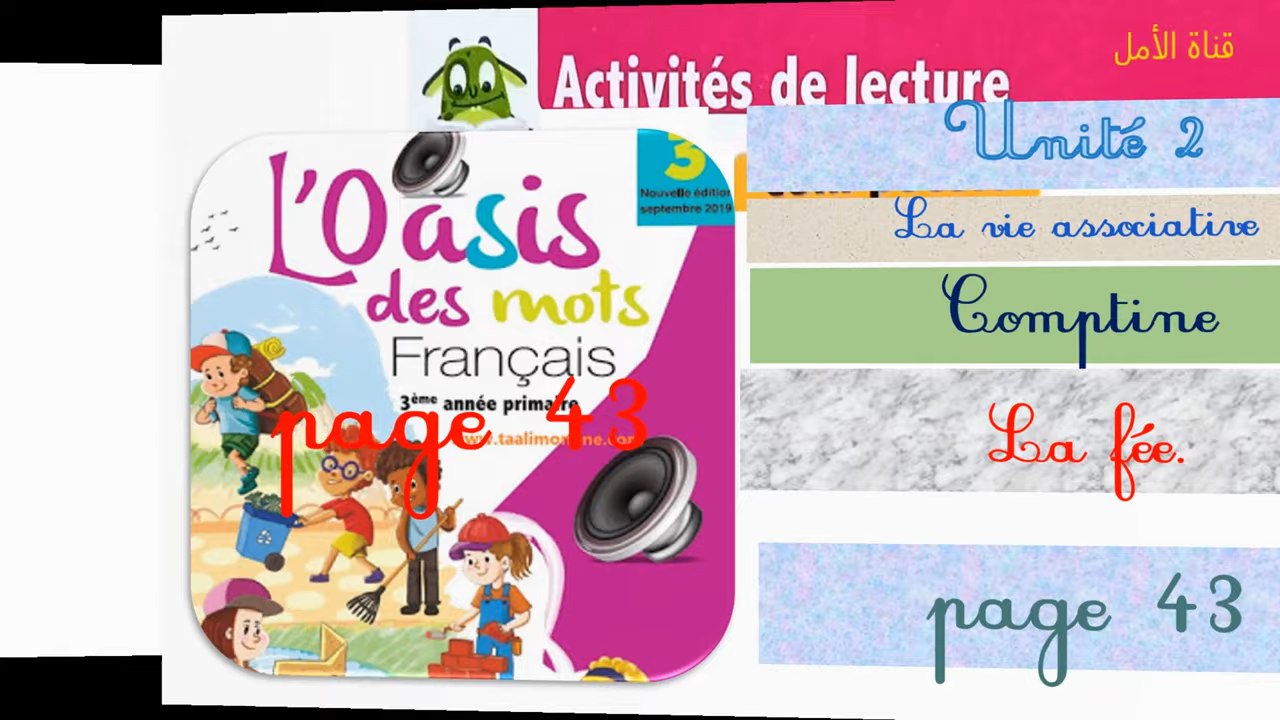 Activités de lecture
قناة الأمل
Unité 2
La vie associative
Comptine
La fée.
page 43
L'Oasis
des mots
Français
3ème année primaire
page 43
3
Nouvelle édition
septembre 2019